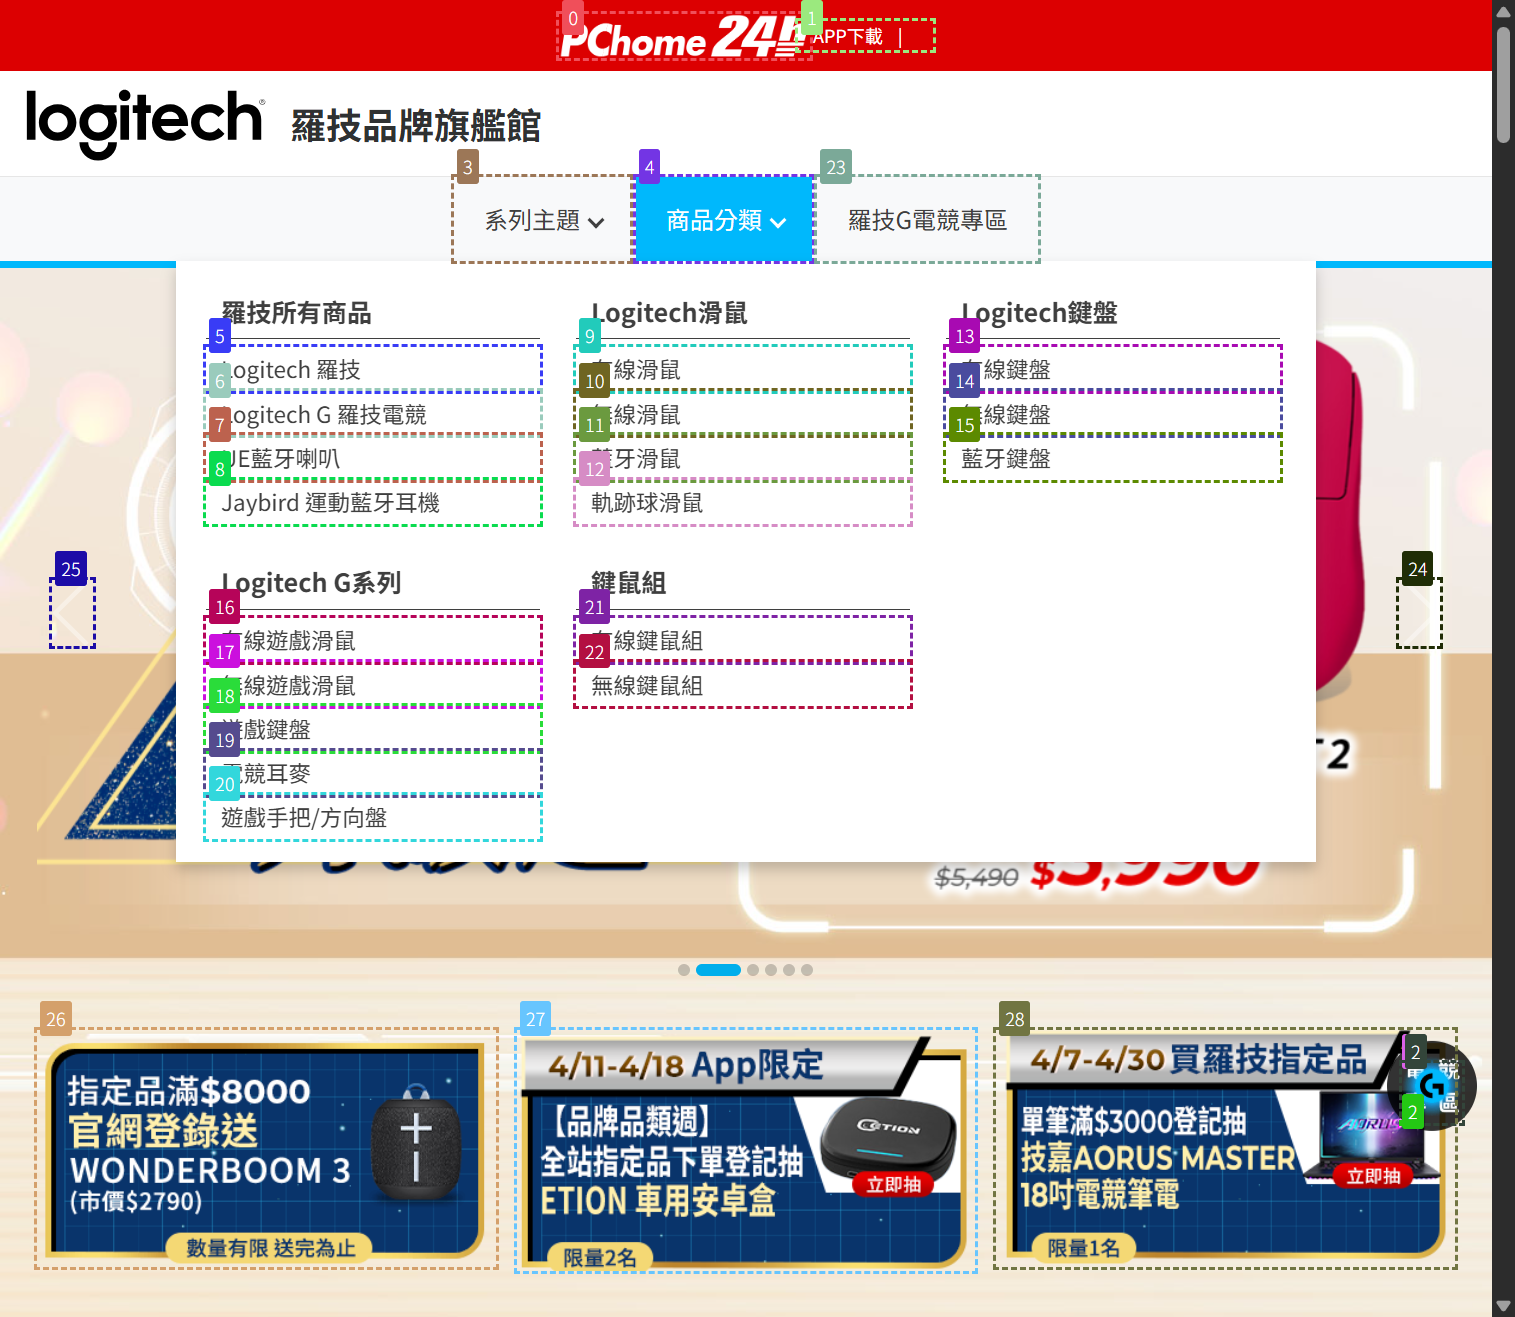 0
1
PChome 24h
APP下載 |
logitech
羅技品牌旗艦館
3
4
23
系列主題
商品分類
羅技G電競專區
羅技所有商品
5
Logitech 羅技
6
Logitech G 羅技電競
7
UE藍牙喇叭
8
Jaybird 運動藍牙耳機
Logitech滑鼠
9
有線滑鼠
10
無線滑鼠
11
藍牙滑鼠
12
軌跡球滑鼠
Logitech鍵盤
13
有線鍵盤
14
無線鍵盤
15
藍牙鍵盤
25
24
Logitech G系列
16
有線遊戲滑鼠
17
無線遊戲滑鼠
18
遊戲鍵盤
19
電競耳麥
20
遊戲手把/方向盤
鍵鼠組
21
有線鍵鼠組
22
無線鍵鼠組
2
$5,490 $3,990
26
指定品滿$8000
官網登錄送
WONDERBOOM 3
(市價$2790)
數量有限 送完為止
27
4/11-4/18 App限定
【品牌品類週】
全站指定品下單登記抽
ETION 車用安卓盒
ETION
立即抽
限量2名
28
4/7-4/30 買羅技指定品
單筆滿$3000登記抽
技嘉AORUS MASTER
18吋電競筆電
AORUS
立即抽
限量1名
2
電競
2
區